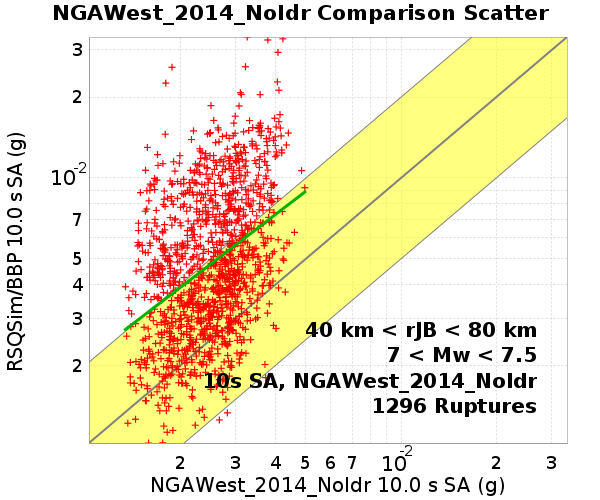 NGAWest_2014_NoIdr Comparison Scatter
3
2
10-2
7
5
4
3
2
RSQSim/BBP 10.0 s SA (g)
40 km < rJB < 80 km
7 < Mw < 7.5
10s SA, NGAWest_2014_NoIdr
1296 Ruptures
2 3 4 5 6 7 10-2 2 3
NGAWest_2014_NoIdr 10.0 s SA (g)